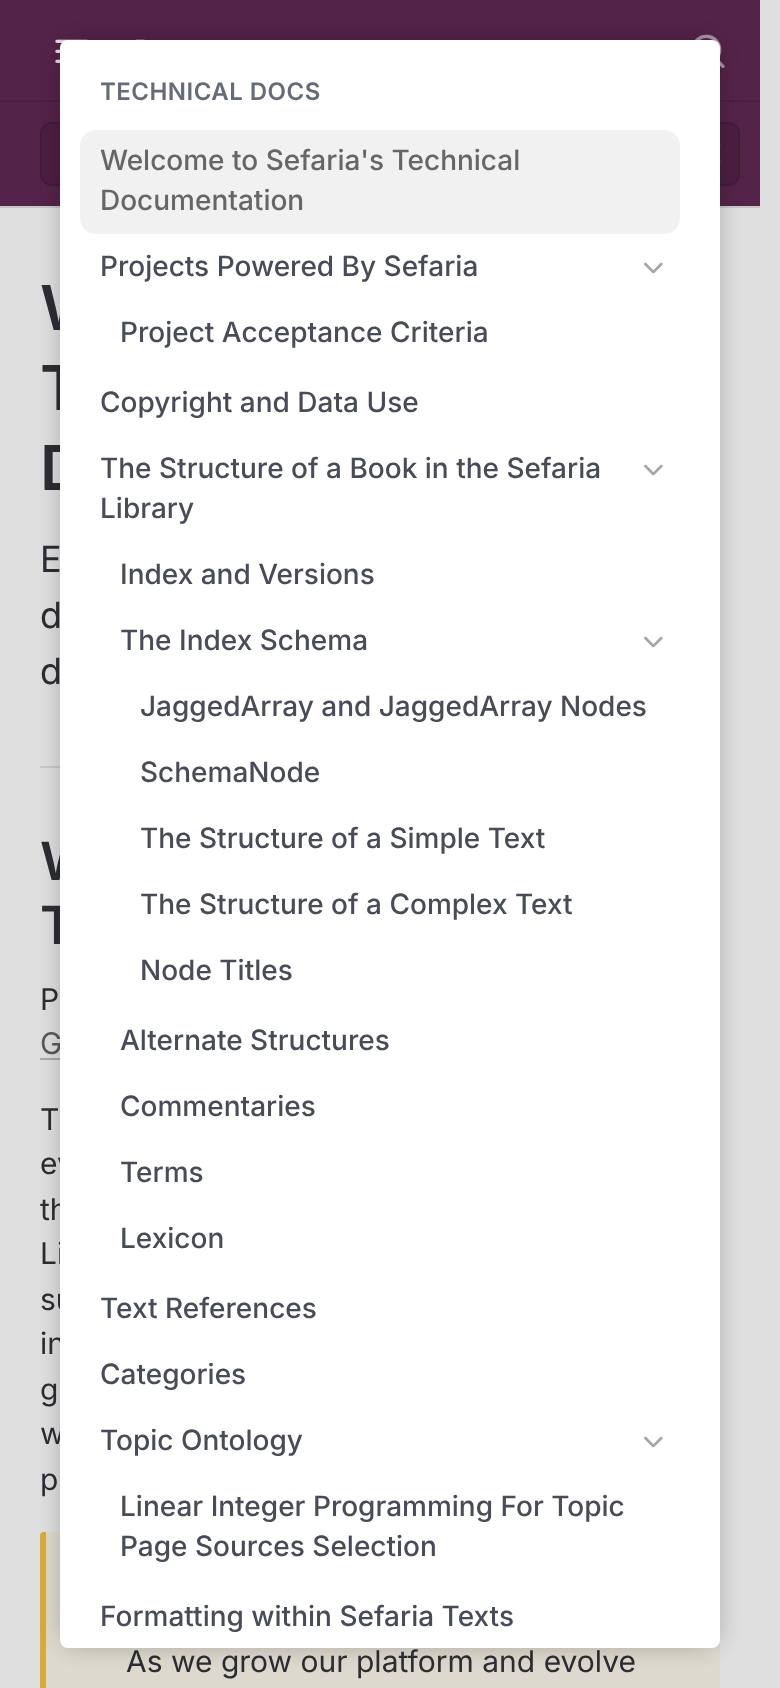 TECHNICAL DOCS
Welcome to Sefaria's Technical
Documentation
Projects Powered By Sefaria
Project Acceptance Criteria
Copyright and Data Use
The Structure of a Book in the Sefaria
Library
Index and Versions
The Index Schema
JaggedArray and JaggedArray Nodes
SchemaNode
The Structure of a Simple Text
The Structure of a Complex Text
Node Titles
Alternate Structures
Commentaries
Terms
Lexicon
Text References
Categories
Topic Ontology
Linear Integer Programming For Topic
Page Sources Selection
Formatting within Sefaria Texts
As we grow our platform and evolve